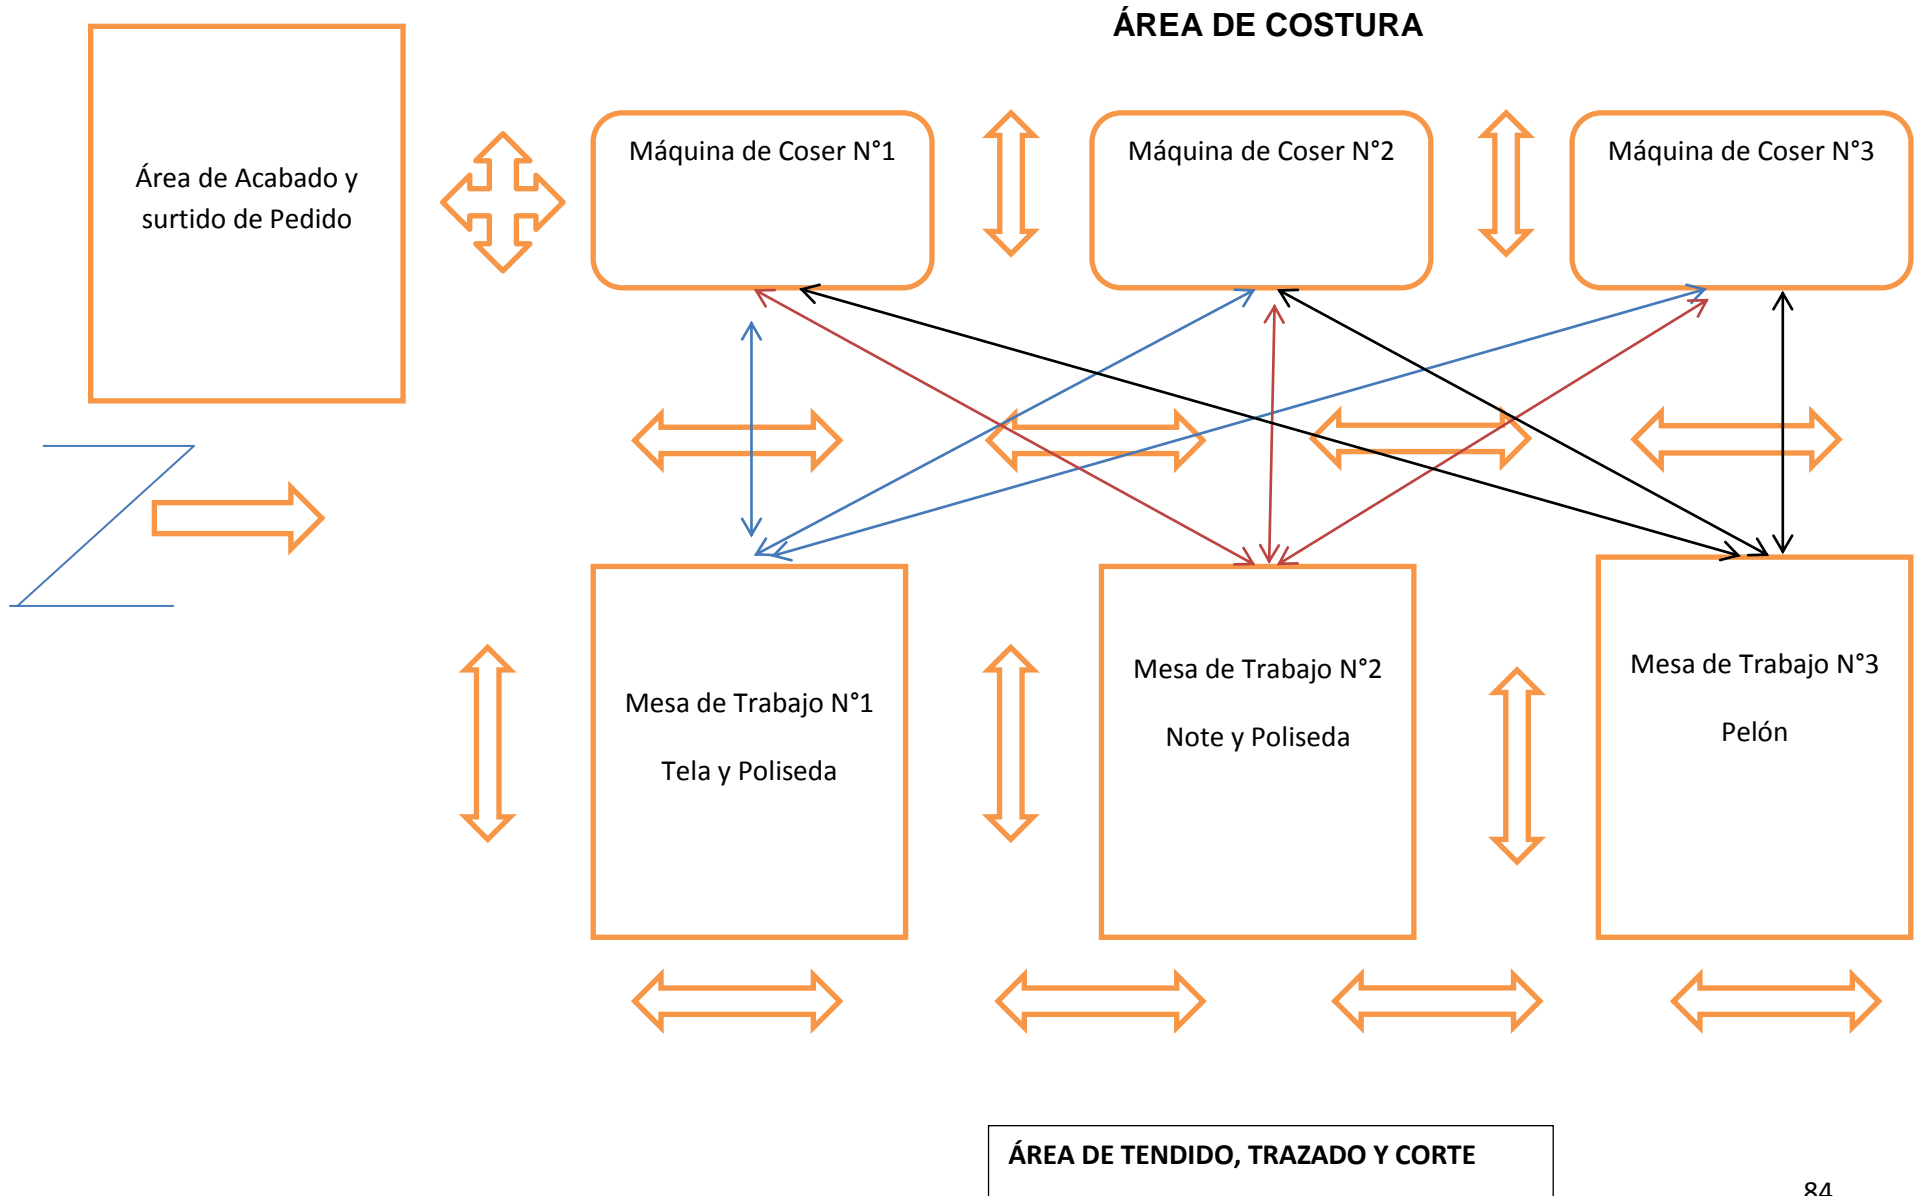 ÁREA DE COSTURA
Área de Acabado y
surtido de Pedido
Máquina de Coser N°1
Máquina de Coser N°2
Máquina de Coser N°3
Mesa de Trabajo N°1
Tela y Poliseda
Mesa de Trabajo N°2
Note y Poliseda
Mesa de Trabajo N°3
Pelón
ÁREA DE TENDIDO, TRAZADO Y CORTE
84